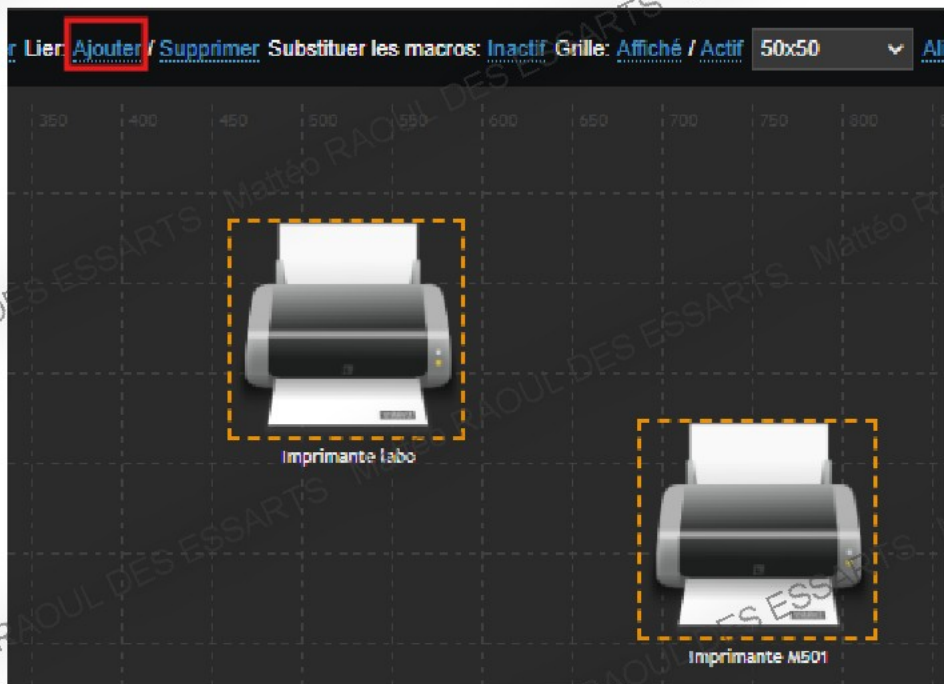 r Lier: Ajouter / Supprimer Substituer les macros: Inactif Grille: Affiché / Actif 50x50 Ali
350 400 450 500 550 600 650 700 750 800
Imprimante labo
Imprimante M501
Mattéo RAOUL DES ESSARTS